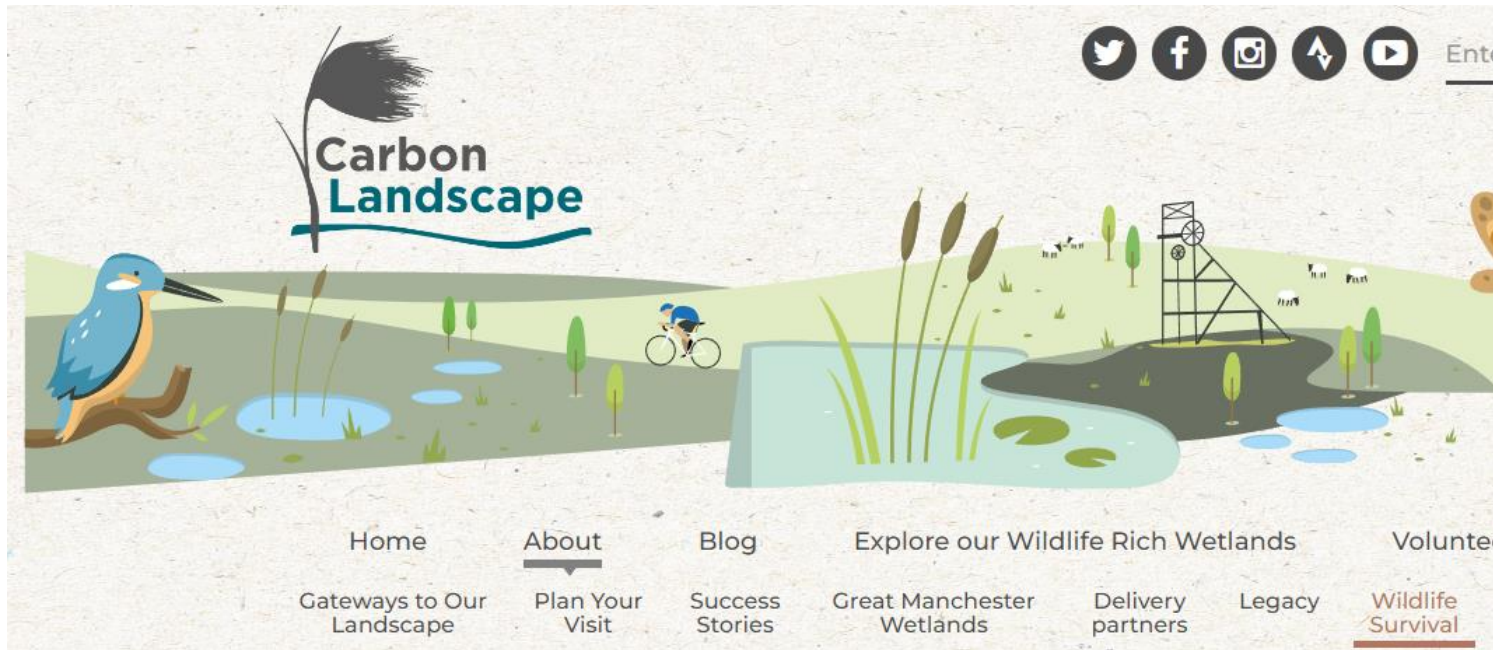 Carbon
Landscape
Home About Blog Explore our Wildlife Rich Wetlands
Gateways to Our Landscape
Plan Your Visit
Success Stories
Great Manchester Wetlands
Delivery partners
Legacy
Wildlife Survival